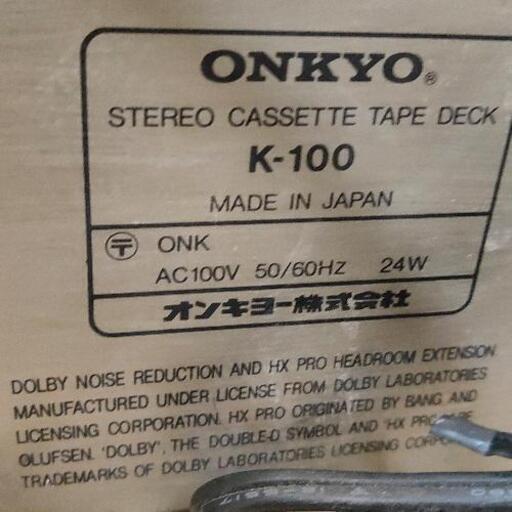 ONKYO®
STEREO CASSETTE TAPE DECK
K-100
MADE IN JAPAN
〒 ONK
AC100V 50/60Hz 24W
オンキヨー株式会社
DOLBY NOISE REDUCTION AND HX PRO HEADROOM EXTENSION
MANUFACTURED UNDER LICENSE FROM DOLBY LABORATORIES
LICENSING CORPORATION. HX PRO ORIGINATED BY BANG AND
OLUFSEN. 'DOLBY', THE DOUBLE-D SYMBOL AND 'HX PRO' ARE
TRADEMARKS OF DOLBY LABORATORIES LICENSING